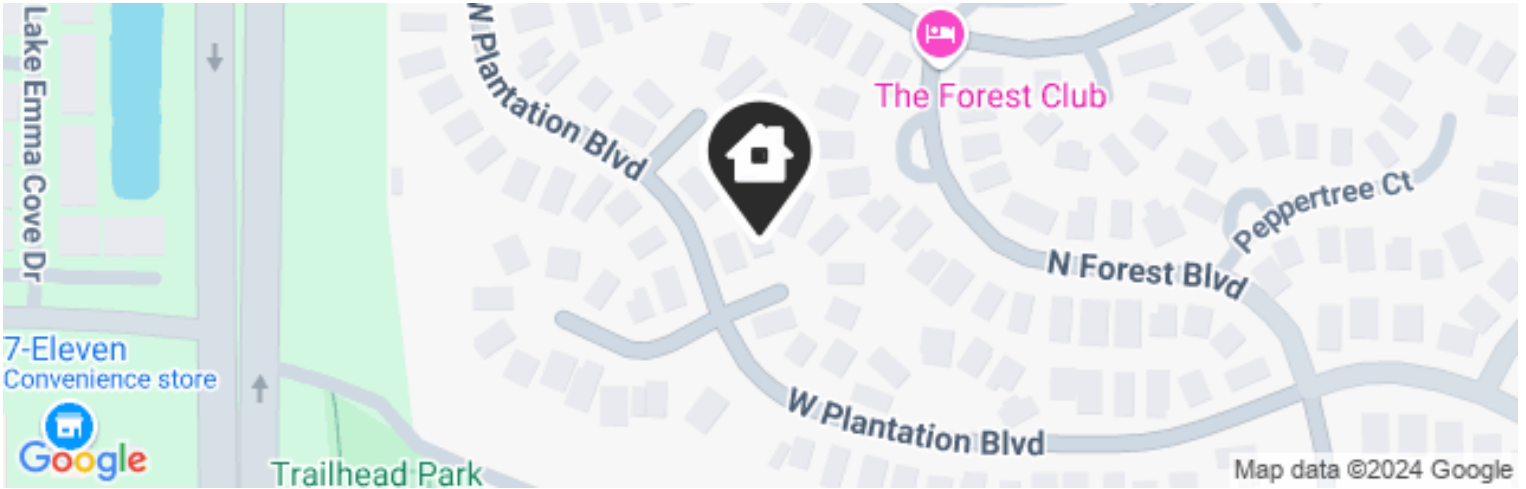 Lake Emma Cove Dr
N Plantation Blvd
The Forest Club
Peppertree Ct
N Forest Blvd
7-Eleven
Convenience store
W Plantation Blvd
Google
Trailhead Park
Map data ©2024 Google